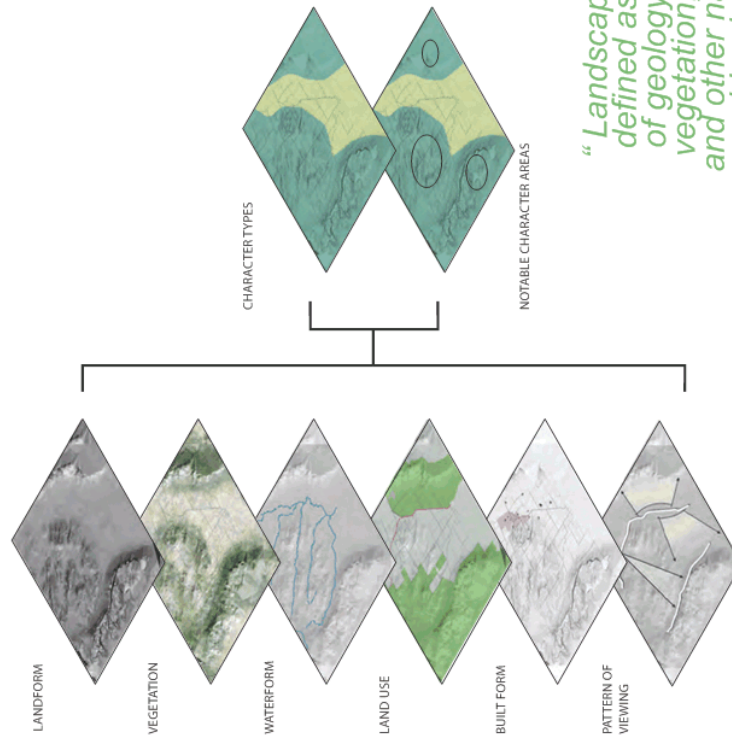 LANDFORM
VEGETATION
WATERFORM
LAND USE
BUILT FORM
PATTERN OF
VIEWING
CHARACTER TYPES
NOTABLE CHARACTER AREAS
“ Landscap
defined as
of geology
vegetation,
and other n